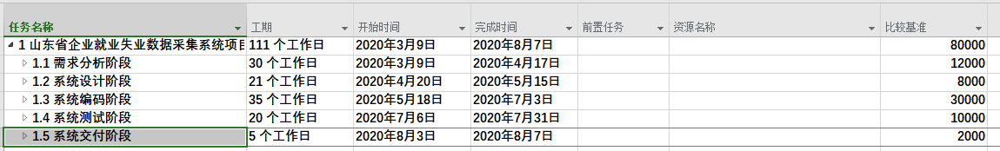 任务名称 工期 开始时间 完成时间 前置任务 资源名称 比较基准
1 山东省企业就业失业数据采集系统项目 111 个工作日 2020年3月9日 2020年8月7日 80000
1.1 需求分析阶段 30 个工作日 2020年3月9日 2020年4月17日 12000
1.2 系统设计阶段 21 个工作日 2020年4月20日 2020年5月15日 8000
1.3 系统编码阶段 35 个工作日 2020年5月18日 2020年7月3日 30000
1.4 系统测试阶段 20 个工作日 2020年7月6日 2020年7月31日 10000
1.5 系统交付阶段 5 个工作日 2020年8月3日 2020年8月7日 2000